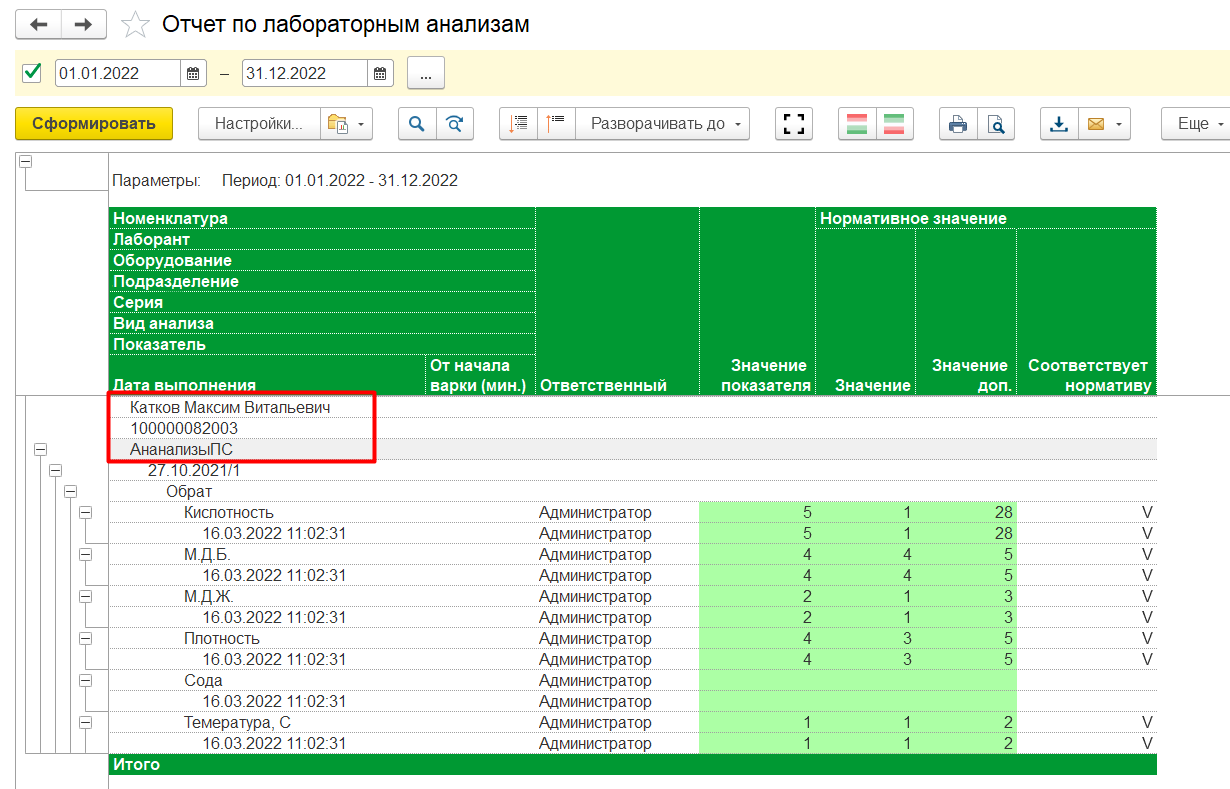 Отчет по лабораторным анализам
01.01.2022 – 31.12.2022 ...
Сформировать Настройки... Разворачивать до Еще
Параметры: Период: 01.01.2022 - 31.12.2022
Номенклатура Нормативное значение
Лаборант
Оборудование
Подразделение
Серия
Вид анализа
Показатель
Дата выполнения От начала варки (мин.) Ответственный Значение показателя Значение Значение доп. Соответствует нормативу
Катков Максим Витальевич
100000082003
АнанализыПС
27.10.2021/1
Обрат
Кислотность Администратор 5 1 28 V
16.03.2022 11:02:31 Администратор 5 1 28 V
М.Д.Б. Администратор 4 4 5 V
16.03.2022 11:02:31 Администратор 4 4 5 V
М.Д.Ж. Администратор 2 1 3 V
16.03.2022 11:02:31 Администратор 2 1 3 V
Плотность Администратор 4 3 5 V
16.03.2022 11:02:31 Администратор 4 3 5 V
Сода Администратор
16.03.2022 11:02:31 Администратор
Темература, С Администратор 1 1 2 V
16.03.2022 11:02:31 Администратор 1 1 2 V
Итого